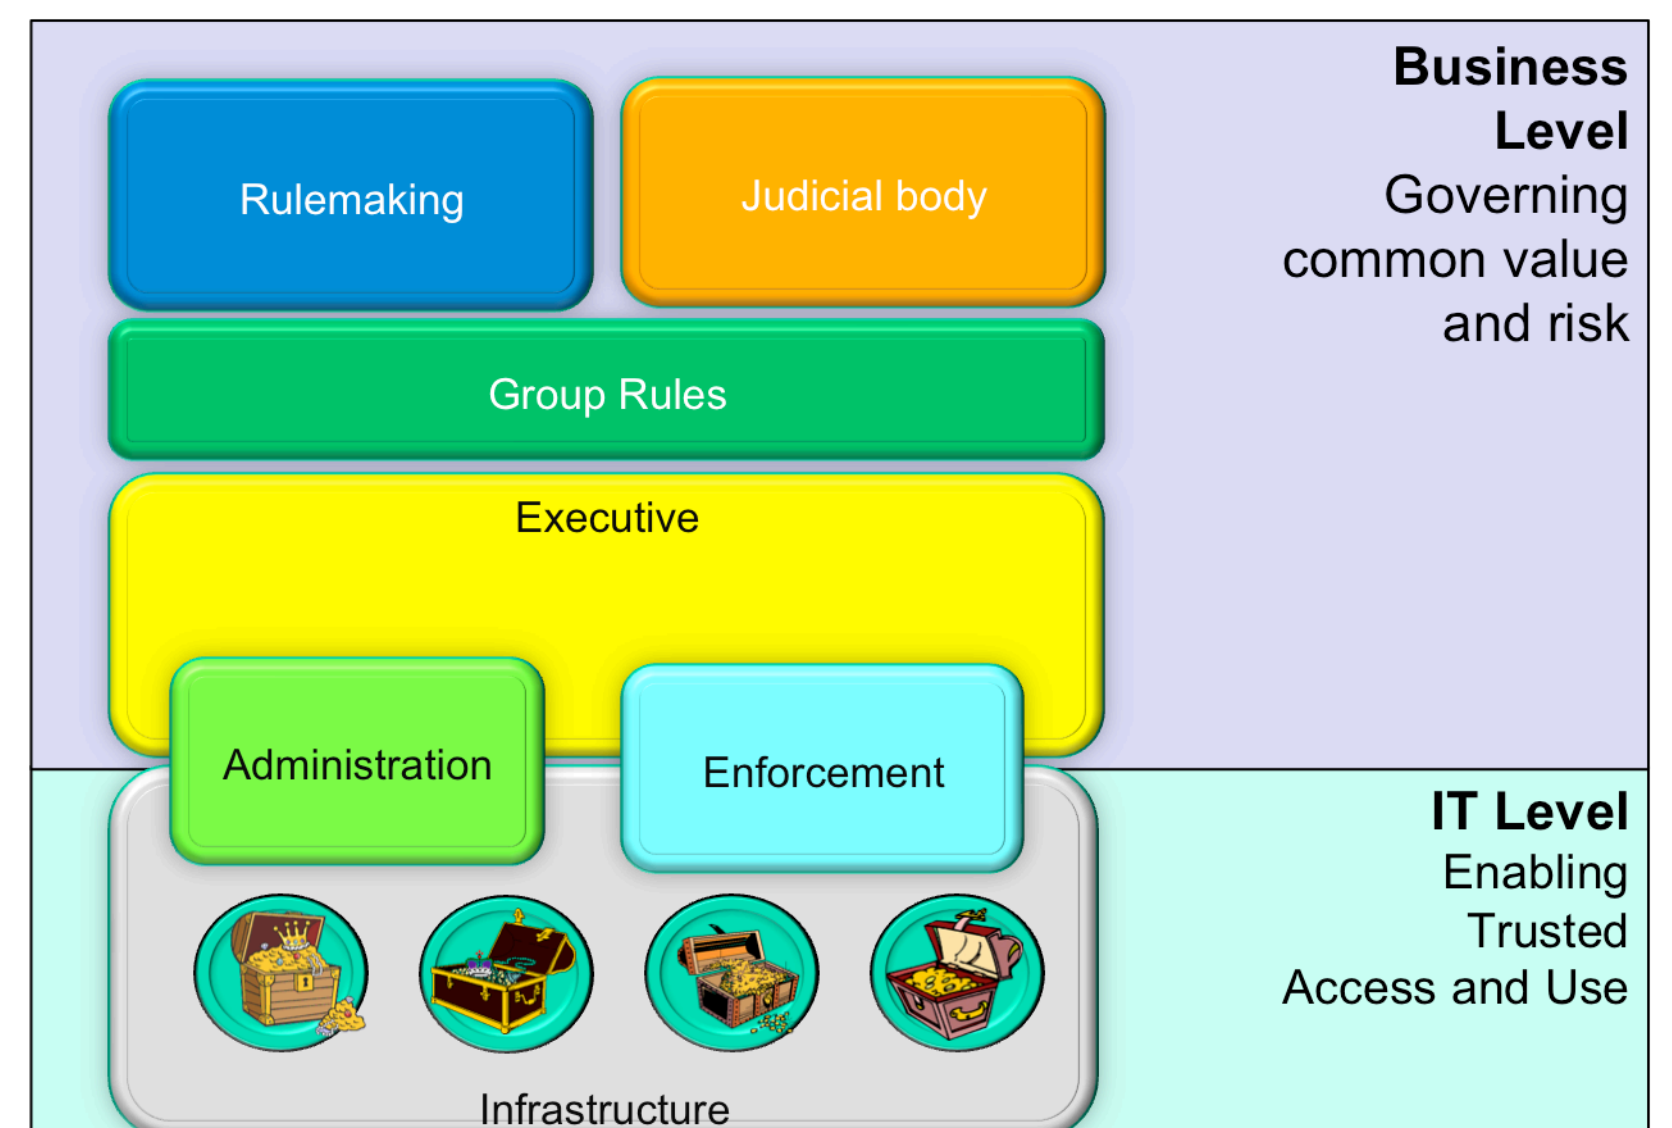 Rulemaking
Judicial body
Group Rules
Executive
Administration
Enforcement
Infrastructure
Business
Level
Governing
common value
and risk
IT Level
Enabling
Trusted
Access and Use